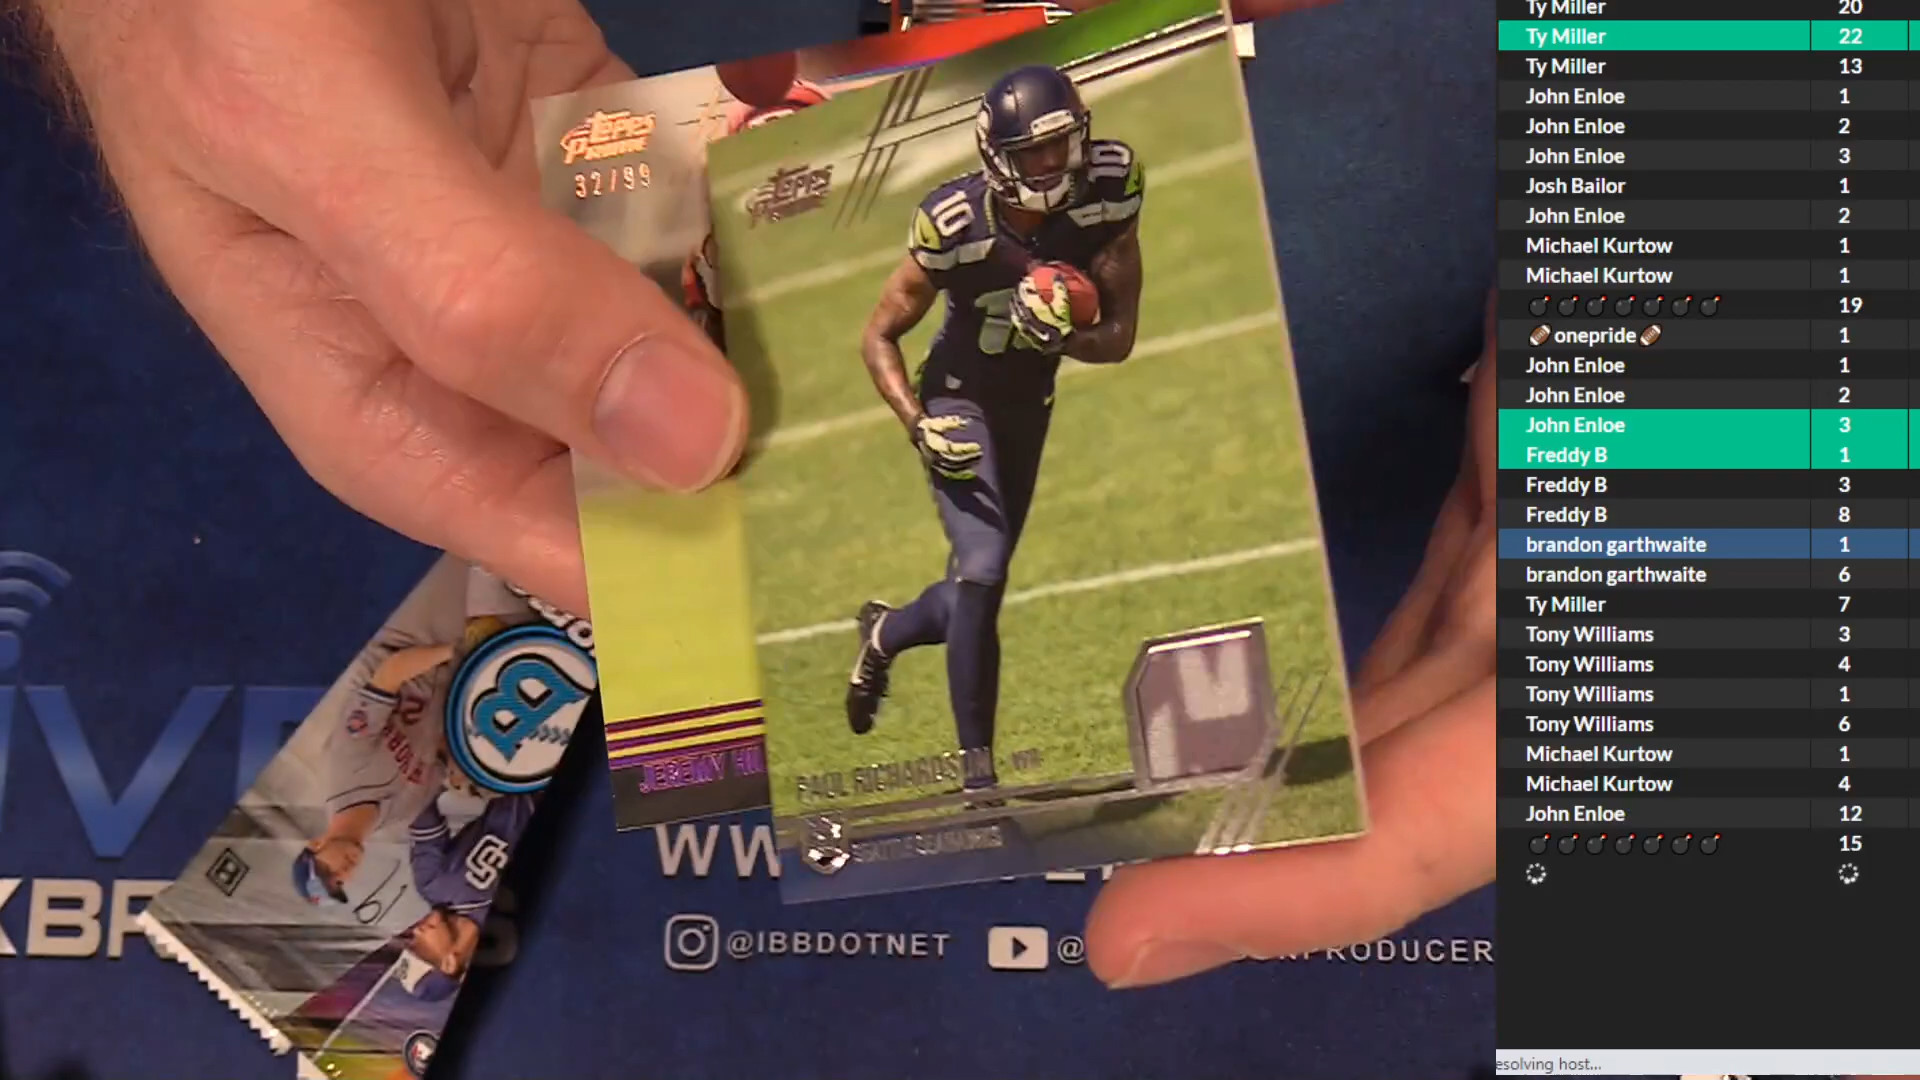 Topps
Prime
32/99
Topps
Prime
10
10
PAUL RICHARDSON - WR
SEATTLE SEAHAWKS
JEREMY HI
WW
@IBBDOTNET
@
PRODUCER
Ty Miller 20
Ty Miller 22
Ty Miller 13
John Enloe 1
John Enloe 2
John Enloe 3
Josh Bailor 1
John Enloe 2
Michael Kurtow 1
Michael Kurtow 1
19
onepride 1
John Enloe 1
John Enloe 2
John Enloe 3
Freddy B 1
Freddy B 3
Freddy B 8
brandon garthwaite 1
brandon garthwaite 6
Ty Miller 7
Tony Williams 3
Tony Williams 4
Tony Williams 1
Tony Williams 6
Michael Kurtow 1
Michael Kurtow 4
John Enloe 12
15
esolving host...